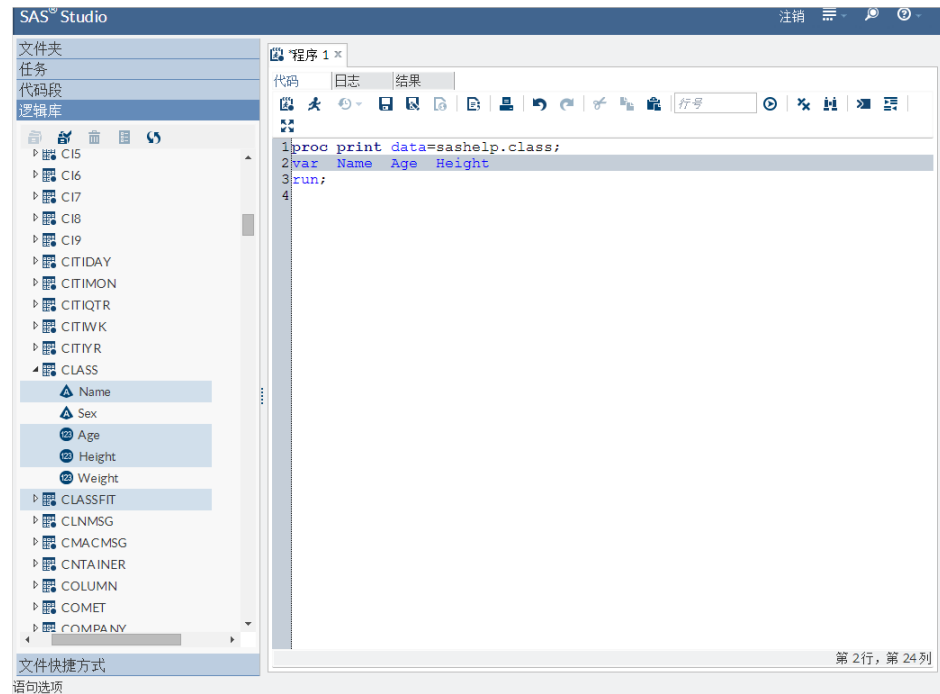 SAS® Studio
注销
文件夹
任务
代码段
逻辑库
CI5
CI6
CI7
CI8
CI9
CITIDAY
CITIMON
CITIQTR
CITIWK
CITIYR
CLASS
Name
Sex
Age
Height
Weight
CLASSFIT
CLNMSG
CMACMSG
CNTAINER
COLUMN
COMET
COMPANY
文件快捷方式
语句选项
*程序 1 ×
代码 日志 结果
行号
1 proc print data=sashelp.class;
2 var Name Age Height
3 run;
4
第 2行，第 24列